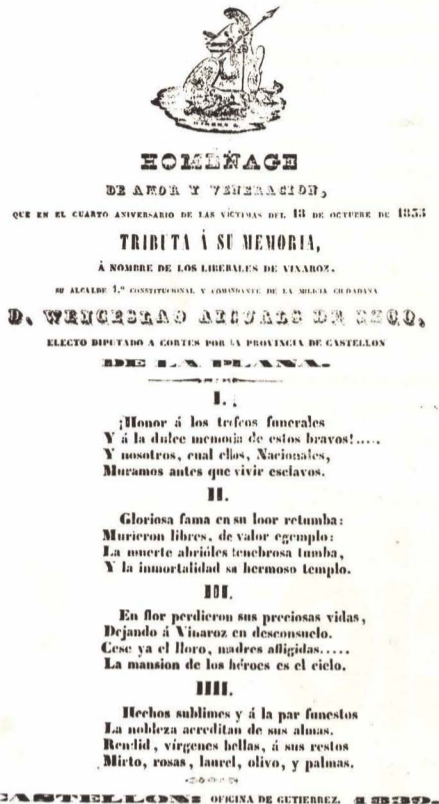 HOMENAGE
DE AMOR Y VENERACION,
QUE EN EL CUARTO ANIVERSARIO DE LAS VÍCTIMAS DEL 18 DE OCTUBRE DE 1835
TRIBUTA Á SU MEMORIA,
Á NOMBRE DE LOS LIBERALES DE VINAROZ.
SU ALCALDE 1.º CONSTITUCIONAL Y COMANDANTE DE LA MILICIA CIUDADANA
D. WENCESLAO AIGUALS DE IZCO,
ELECTO DIPUTADO A CORTES POR LA PROVINCIA DE CASTELLON
DE LA PLANA.
I.
¡Honor á los trofeos funerales
Y á la dulce memoria de estos bravos!.....
Y nosotros, cual ellos, Nacionales,
Muramos antes que vivir esclavos.
II.
Gloriosa fama en su loor retumba:
Murieron libres, de valor egemplo:
La muerte abrióles tenebrosa tumba,
Y la inmortalidad su hermoso templo.
III.
En flor perdieron sus preciosas vidas,
Dejando á Vinaroz en desconsuelo.
Cese ya el lloro, madres afligidas.....
La mansion de los héroes es el cielo.
IIII.
Hechos sublimes y á la par funestos
La nobleza acreditan de sus almas.
Rendid, vírgenes bellas, á sus restos
Mirto, rosas, laurel, olivo, y palmas.
CASTELLON: OFICINA DE GUTIERREZ. 1839.